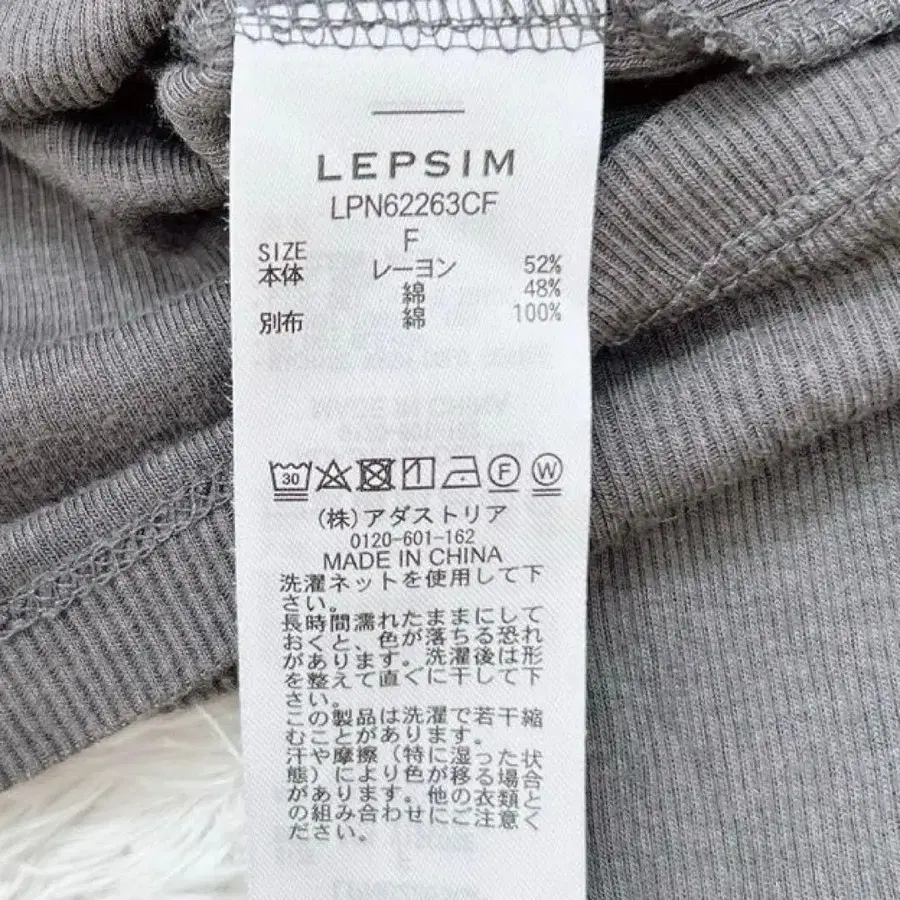 LEPSIM
LPN62263CF
SIZE F
本体 レーヨン 52%
綿 48%
別布 綿 100%
30 F W
(株)アダストリア
0120-601-162
MADE IN CHINA
洗濯ネットを使用して下
さい。
長時間濡れたままにして
おくと、色が落ちる恐れ
があります。洗濯後は形
を整えて直ぐに干して下
さい。
この製品は洗濯で若干縮
むことがあります。
汗や摩擦(特に湿った状
態)により色が移る場合
があります。他の衣類と
の組み合わせにご注意く
ださい。